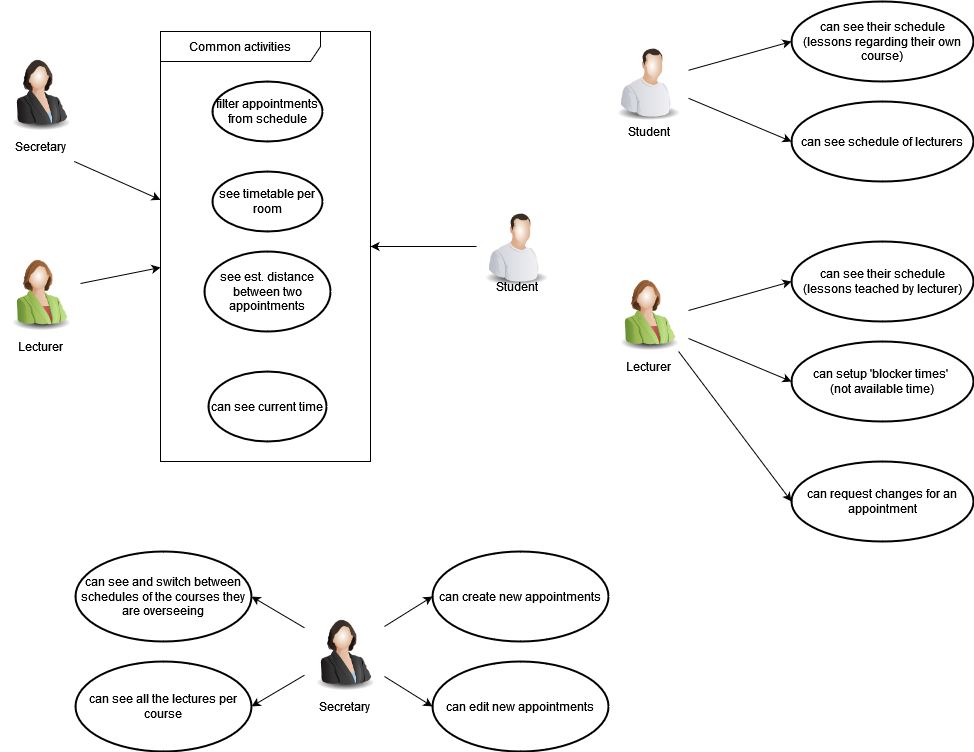 Common activities
filter appointments
from schedule
see timetable per
room
see est. distance
between two
appointments
can see current time
Secretary
Lecturer
Student
Student
can see their schedule
(lessons regarding their own
course)
can see schedule of lecturers
Lecturer
can see their schedule
(lessons teached by lecturer)
can setup 'blocker times'
(not available time)
can request changes for an
appointment
can see and switch between
schedules of the courses they
are overseeing
can see all the lectures per
course
Secretary
can create new appointments
can edit new appointments